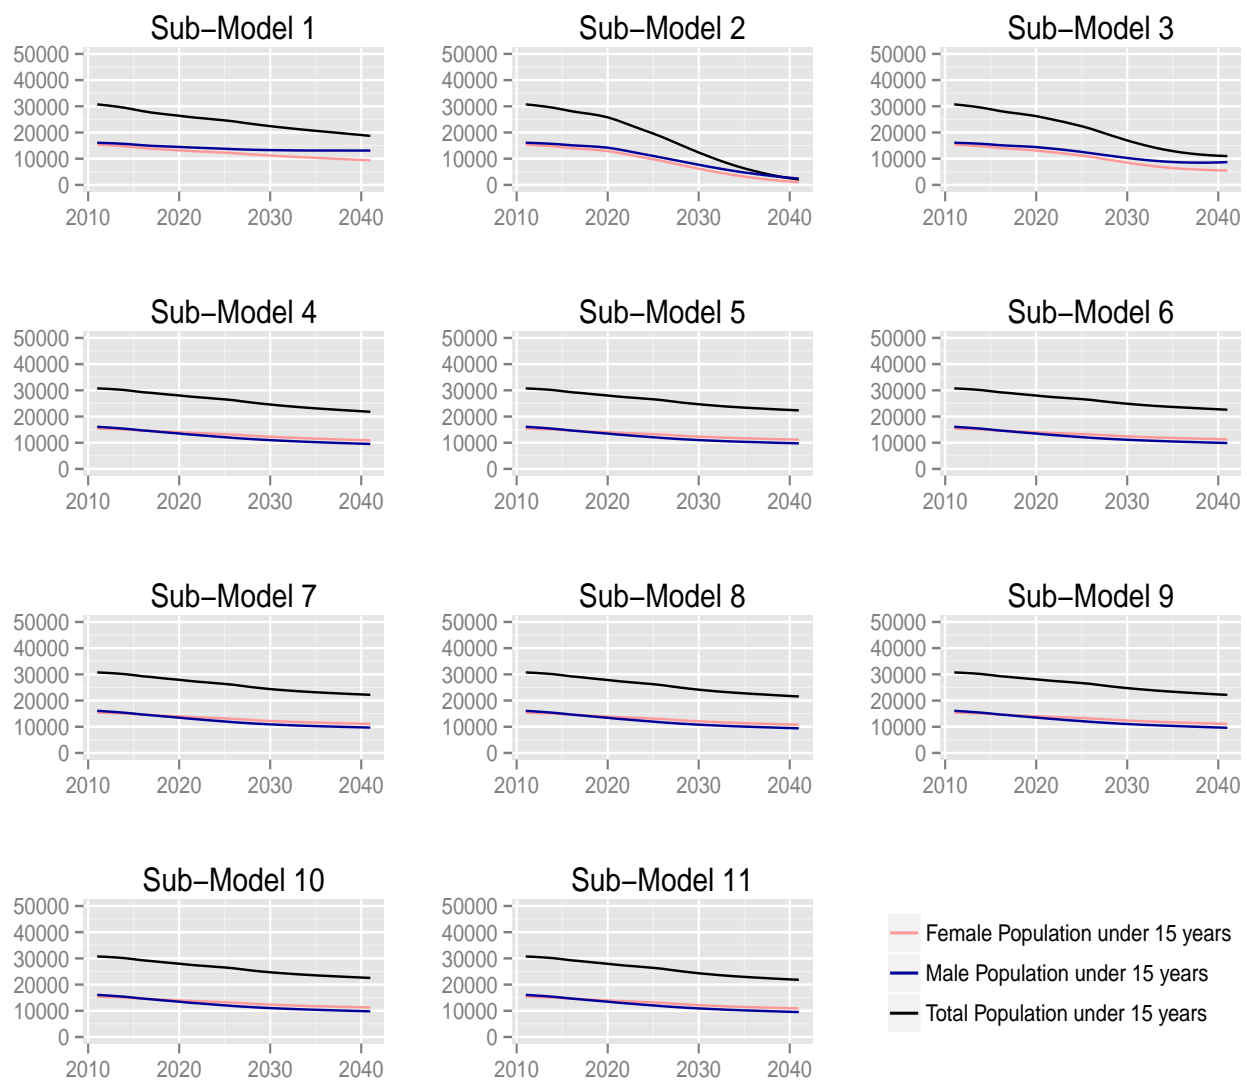 Sub−Model 1
Sub−Model 2
Sub−Model 3
50000
40000
30000
20000
10000
0
2010 2020 2030 2040
50000
40000
30000
20000
10000
0
2010 2020 2030 2040
50000
40000
30000
20000
10000
0
2010 2020 2030 2040
Sub−Model 4
Sub−Model 5
Sub−Model 6
50000
40000
30000
20000
10000
0
2010 2020 2030 2040
50000
40000
30000
20000
10000
0
2010 2020 2030 2040
50000
40000
30000
20000
10000
0
2010 2020 2030 2040
Sub−Model 7
Sub−Model 8
Sub−Model 9
50000
40000
30000
20000
10000
0
2010 2020 2030 2040
50000
40000
30000
20000
10000
0
2010 2020 2030 2040
50000
40000
30000
20000
10000
0
2010 2020 2030 2040
Sub−Model 10
Sub−Model 11
50000
40000
30000
20000
10000
0
2010 2020 2030 2040
50000
40000
30000
20000
10000
0
2010 2020 2030 2040
Female Population under 15 years
Male Population under 15 years
Total Population under 15 years